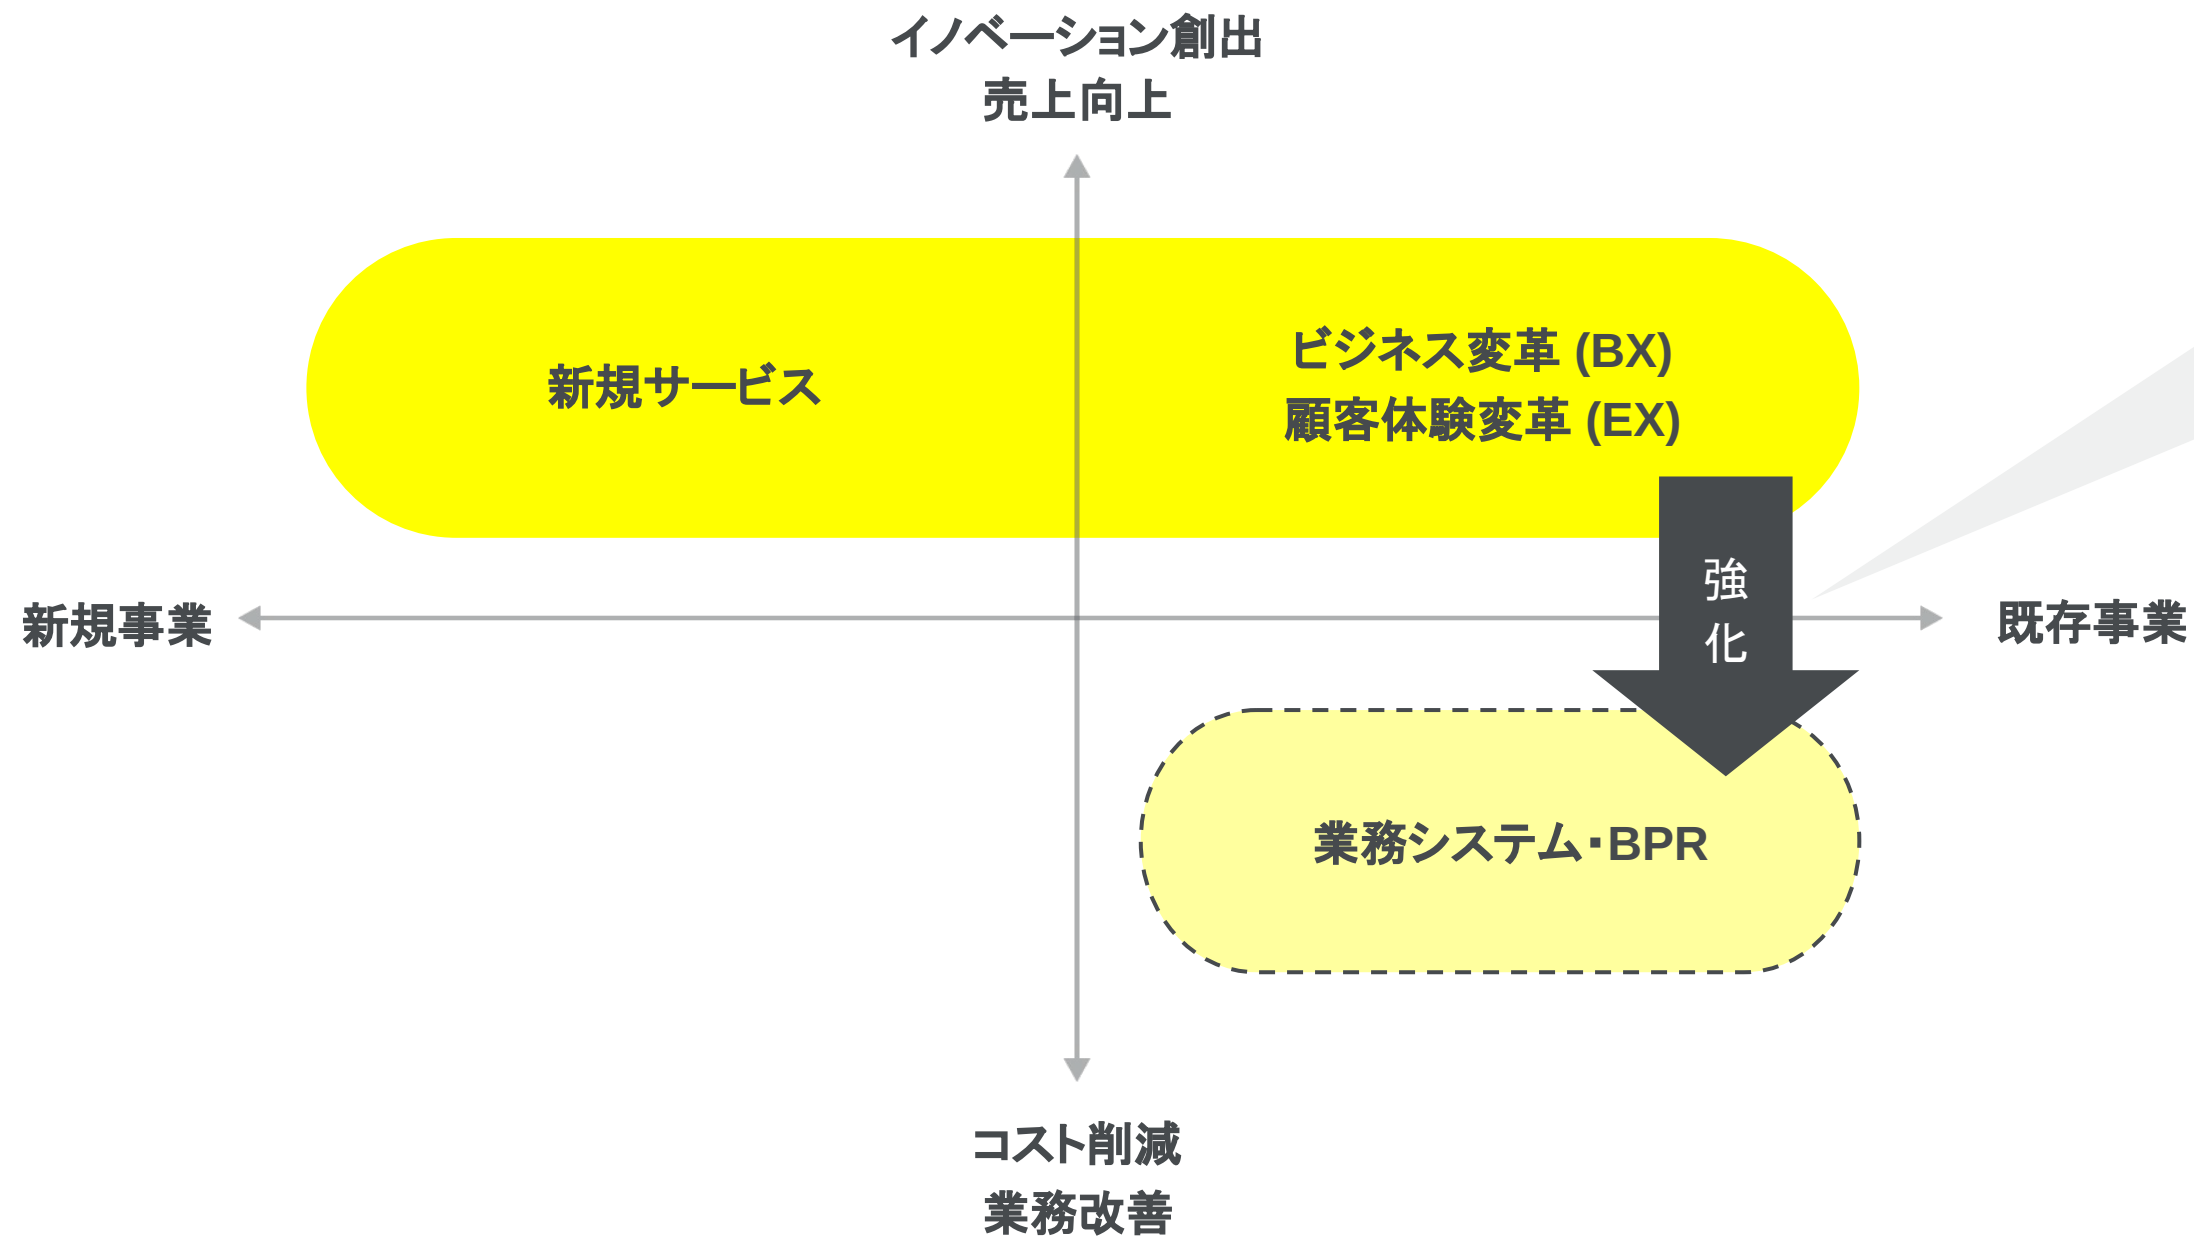 イノベーション創出
売上向上
新規サービス
ビジネス変革 (BX)
顧客体験変革 (EX)
強
化
新規事業
既存事業
業務システム・BPR
コスト削減
業務改善